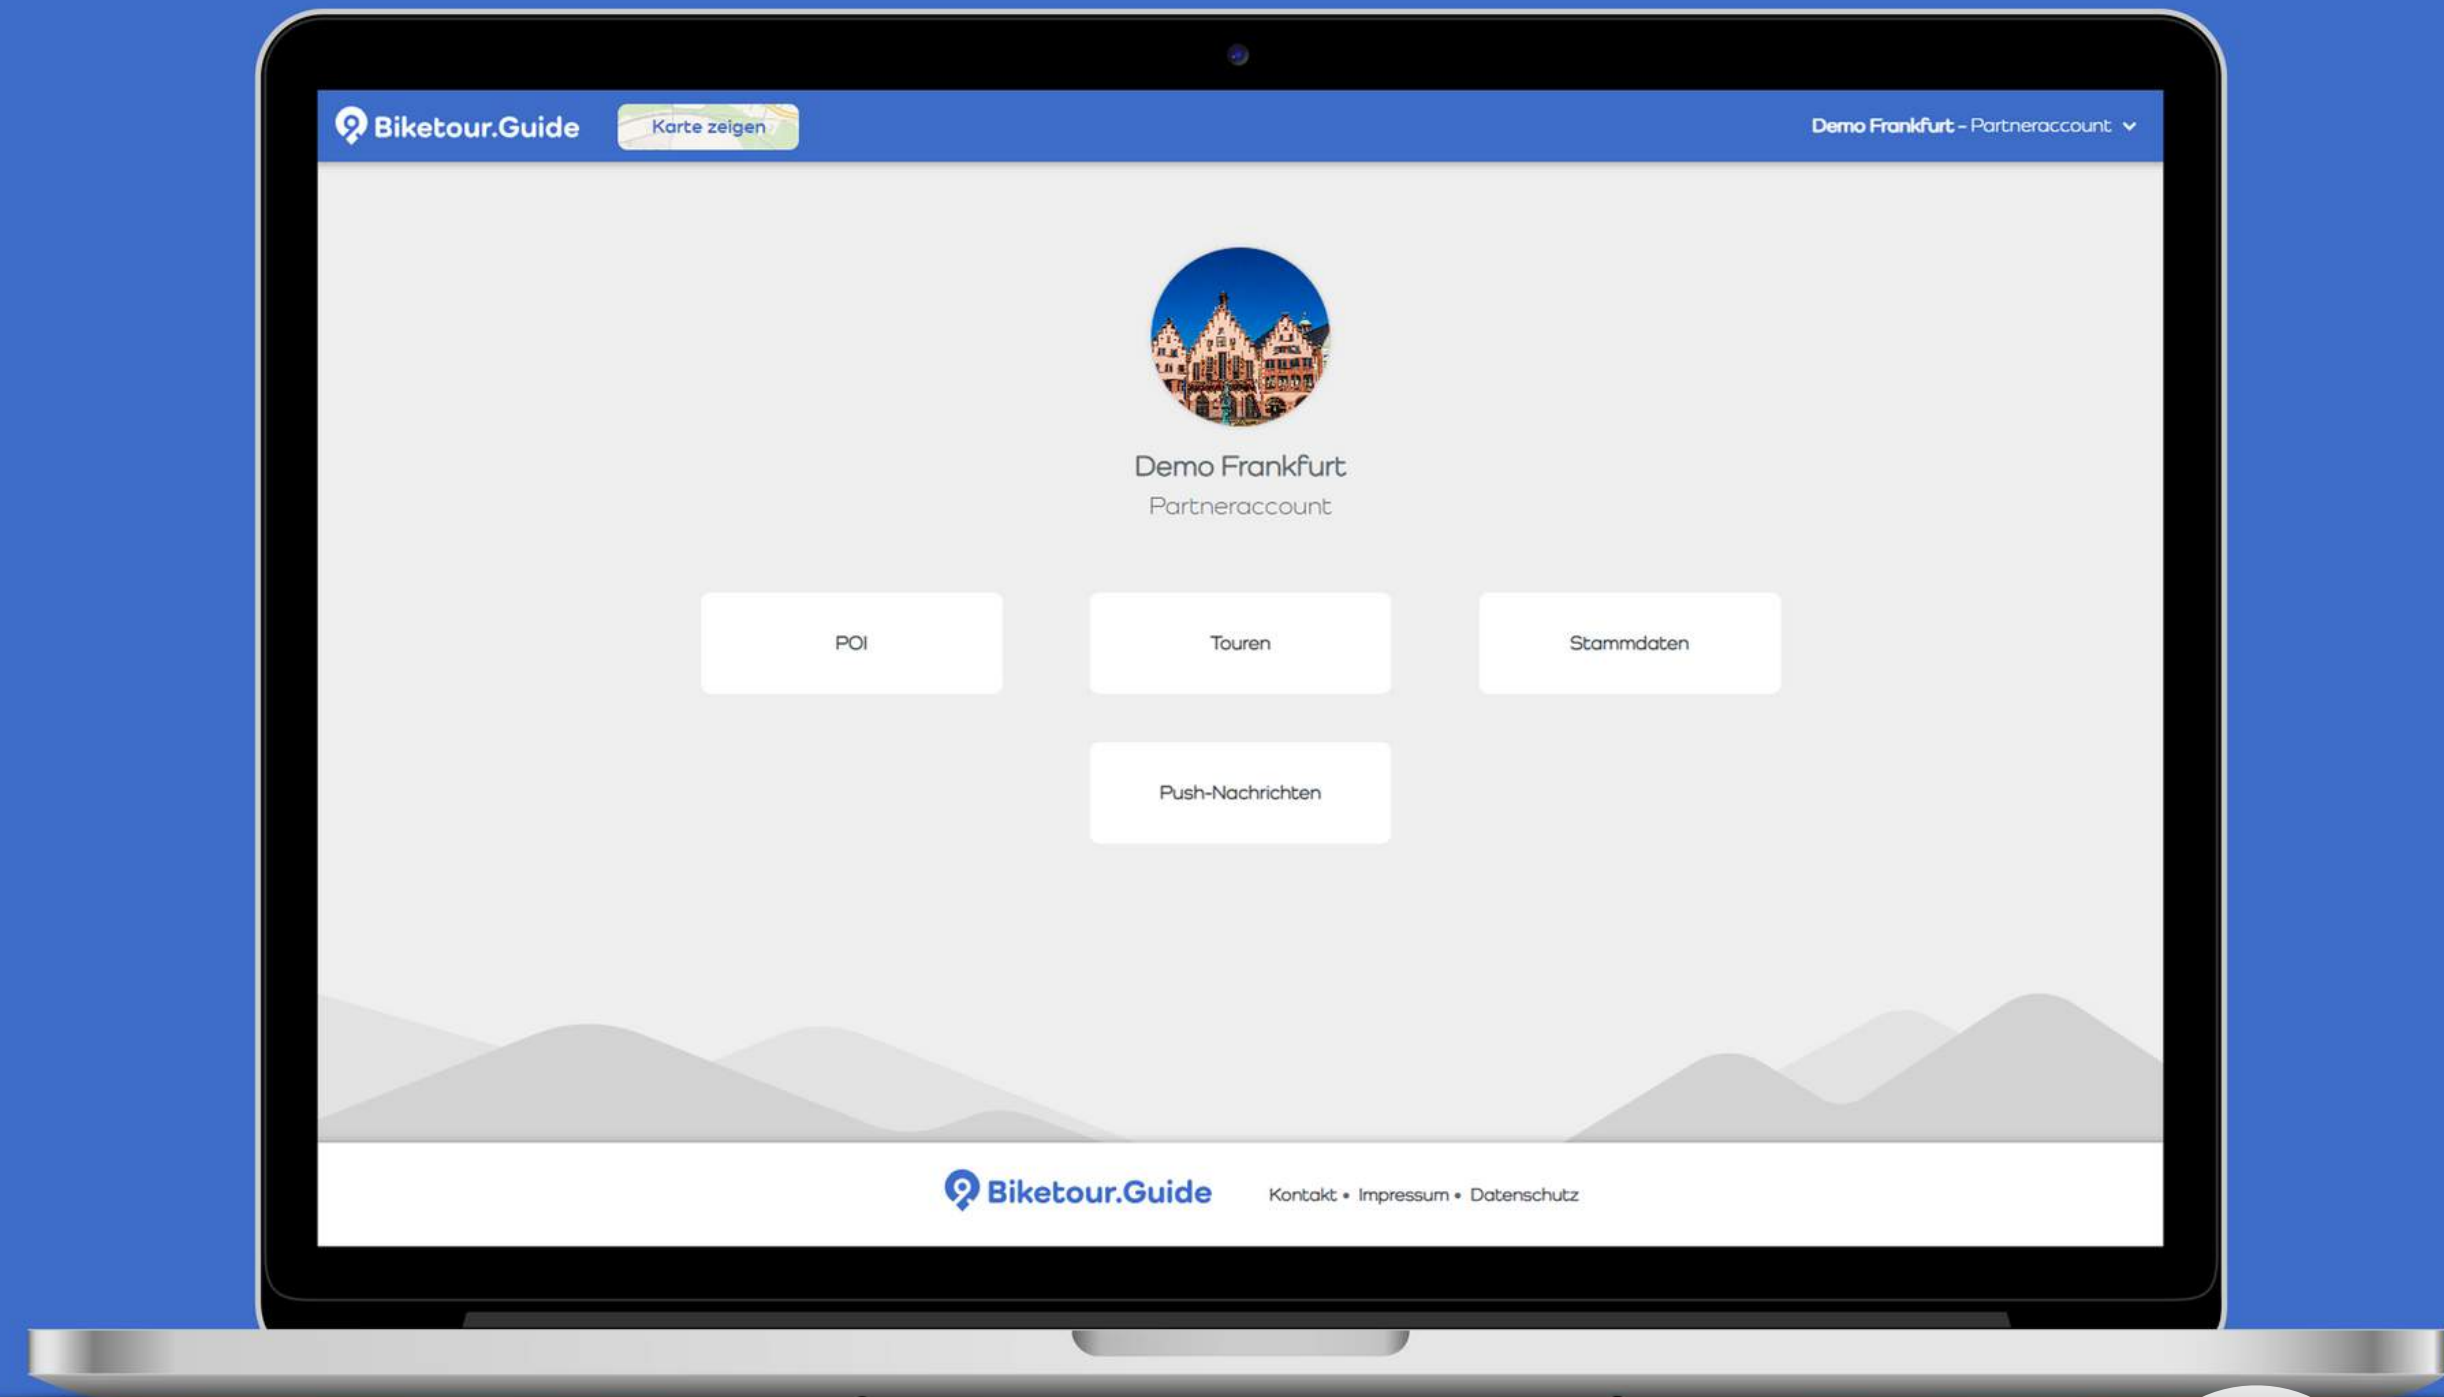 Biketour.Guide
Karte zeigen
Demo Frankfurt – Partneraccount
Demo Frankfurt
Partneraccount
POI
Touren
Stammdaten
Push-Nachrichten
Biketour.Guide
Kontakt • Impressum • Datenschutz